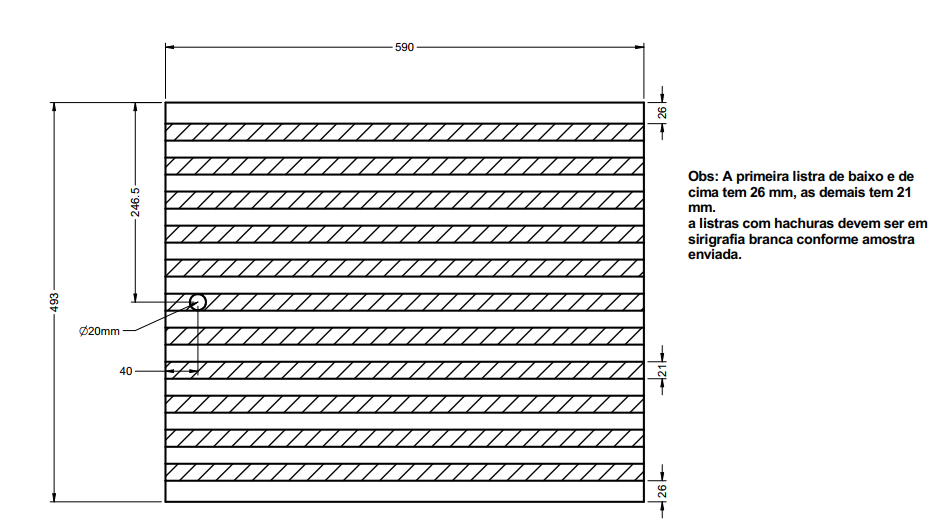 590
26
246.5
493
Ø20mm
40
21
26
Obs: A primeira listra de baixo e de
cima tem 26 mm, as demais tem 21
mm.
a listras com hachuras devem ser em
sirigrafia branca conforme amostra
enviada.